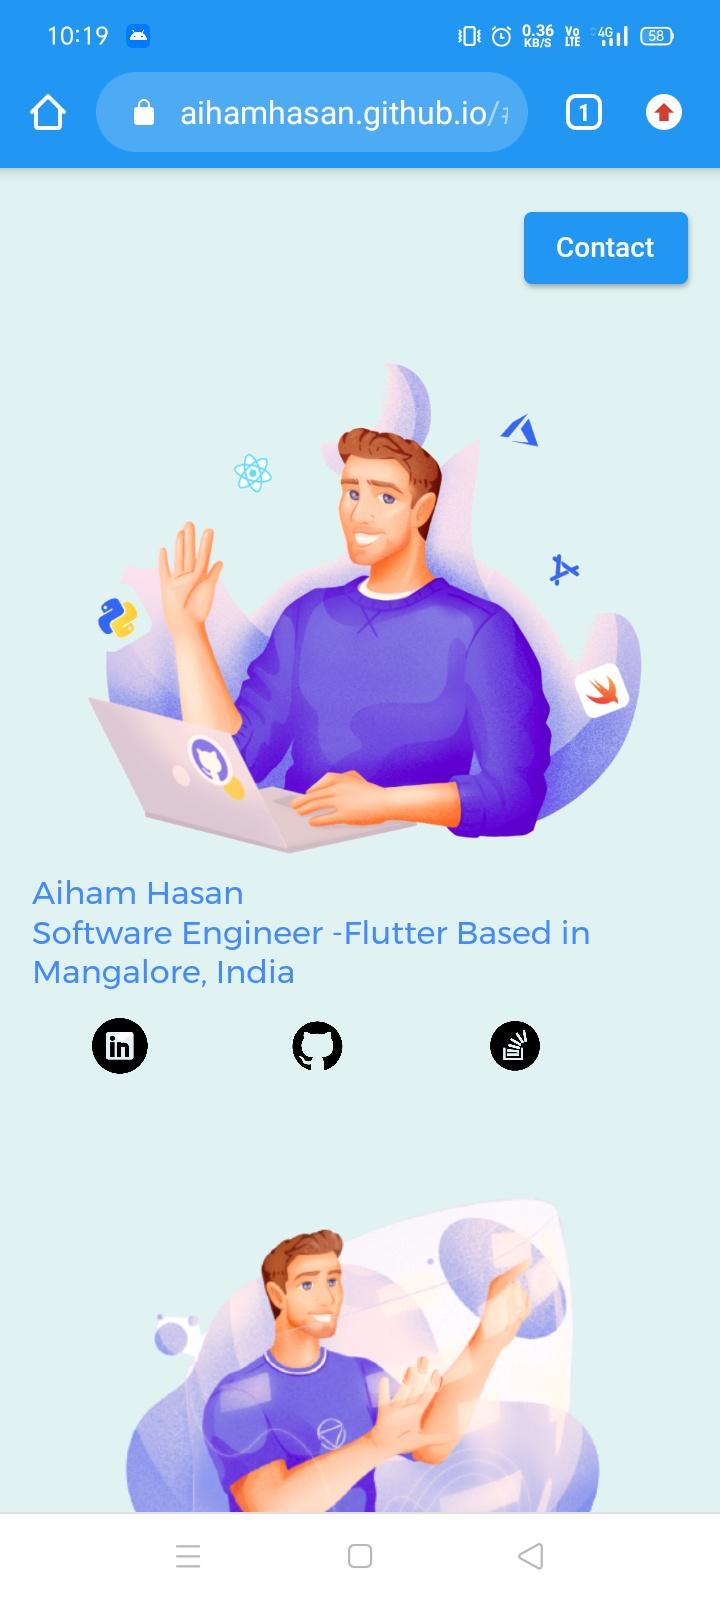 10:19
0.36
KB/S
Vo
LTE
4G
58
aihamhasan.github.io/
1
Contact
Aiham Hasan
Software Engineer -Flutter Based in
Mangalore, India
in